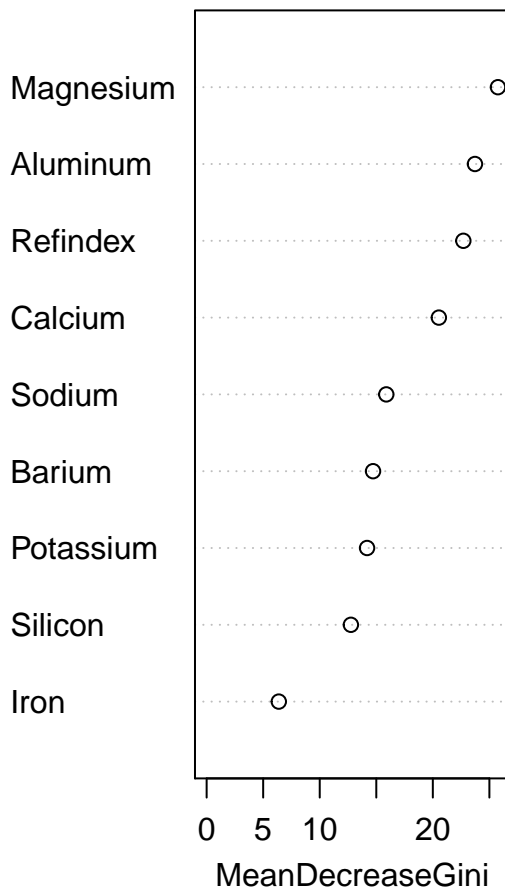 Magnesium
Aluminum
Refindex
Calcium
Sodium
Barium
Potassium
Silicon
Iron
0 5 10 20
MeanDecreaseGini